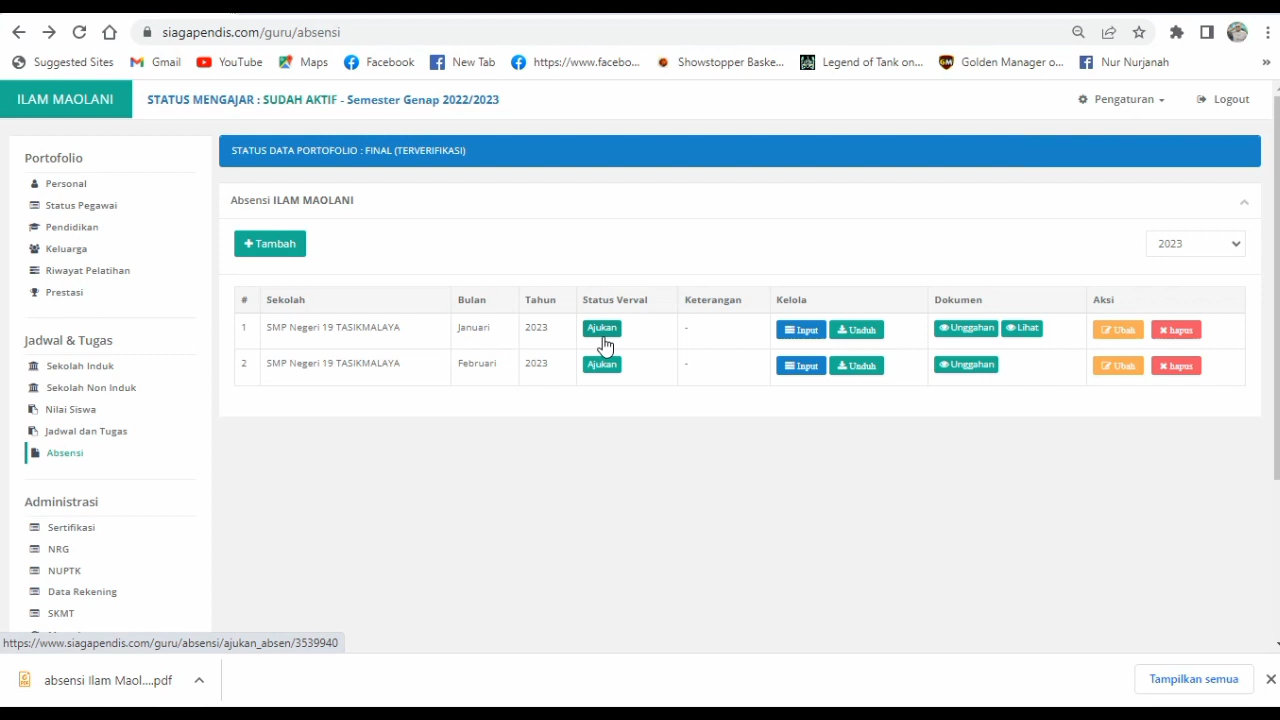 siagapendis.com/guru/absensi
Suggested Sites Gmail YouTube Maps Facebook New Tab https://www.facebo... Showstopper Baske... Legend of Tank on... Golden Manager o... Nur Nurjanah »
ILAM MAOLANI STATUS MENGAJAR : SUDAH AKTIF - Semester Genap 2022/2023 Pengaturan Logout
STATUS DATA PORTOFOLIO : FINAL (TERVERIFIKASI)
Portofolio
Personal
Status Pegawai
Pendidikan
Keluarga
Riwayat Pelatihan
Prestasi
Jadwal & Tugas
Sekolah Induk
Sekolah Non Induk
Nilai Siswa
Jadwal dan Tugas
Absensi
Administrasi
Sertifikasi
NRG
NUPTK
Data Rekening
SKMT
Absensi ILAM MAOLANI
+ Tambah 2023
# Sekolah Bulan Tahun Status Verval Keterangan Kelola Dokumen Aksi
1 SMP Negeri 19 TASIKMALAYA Januari 2023 Ajukan - Input Unduh Unggahan Lihat Ubah hapus
2 SMP Negeri 19 TASIKMALAYA Februari 2023 Ajukan - Input Unduh Unggahan Ubah hapus
https://www.siagapendis.com/guru/absensi/ajukan_absen/3539940
absensi Ilam Maol....pdf Tampilkan semua